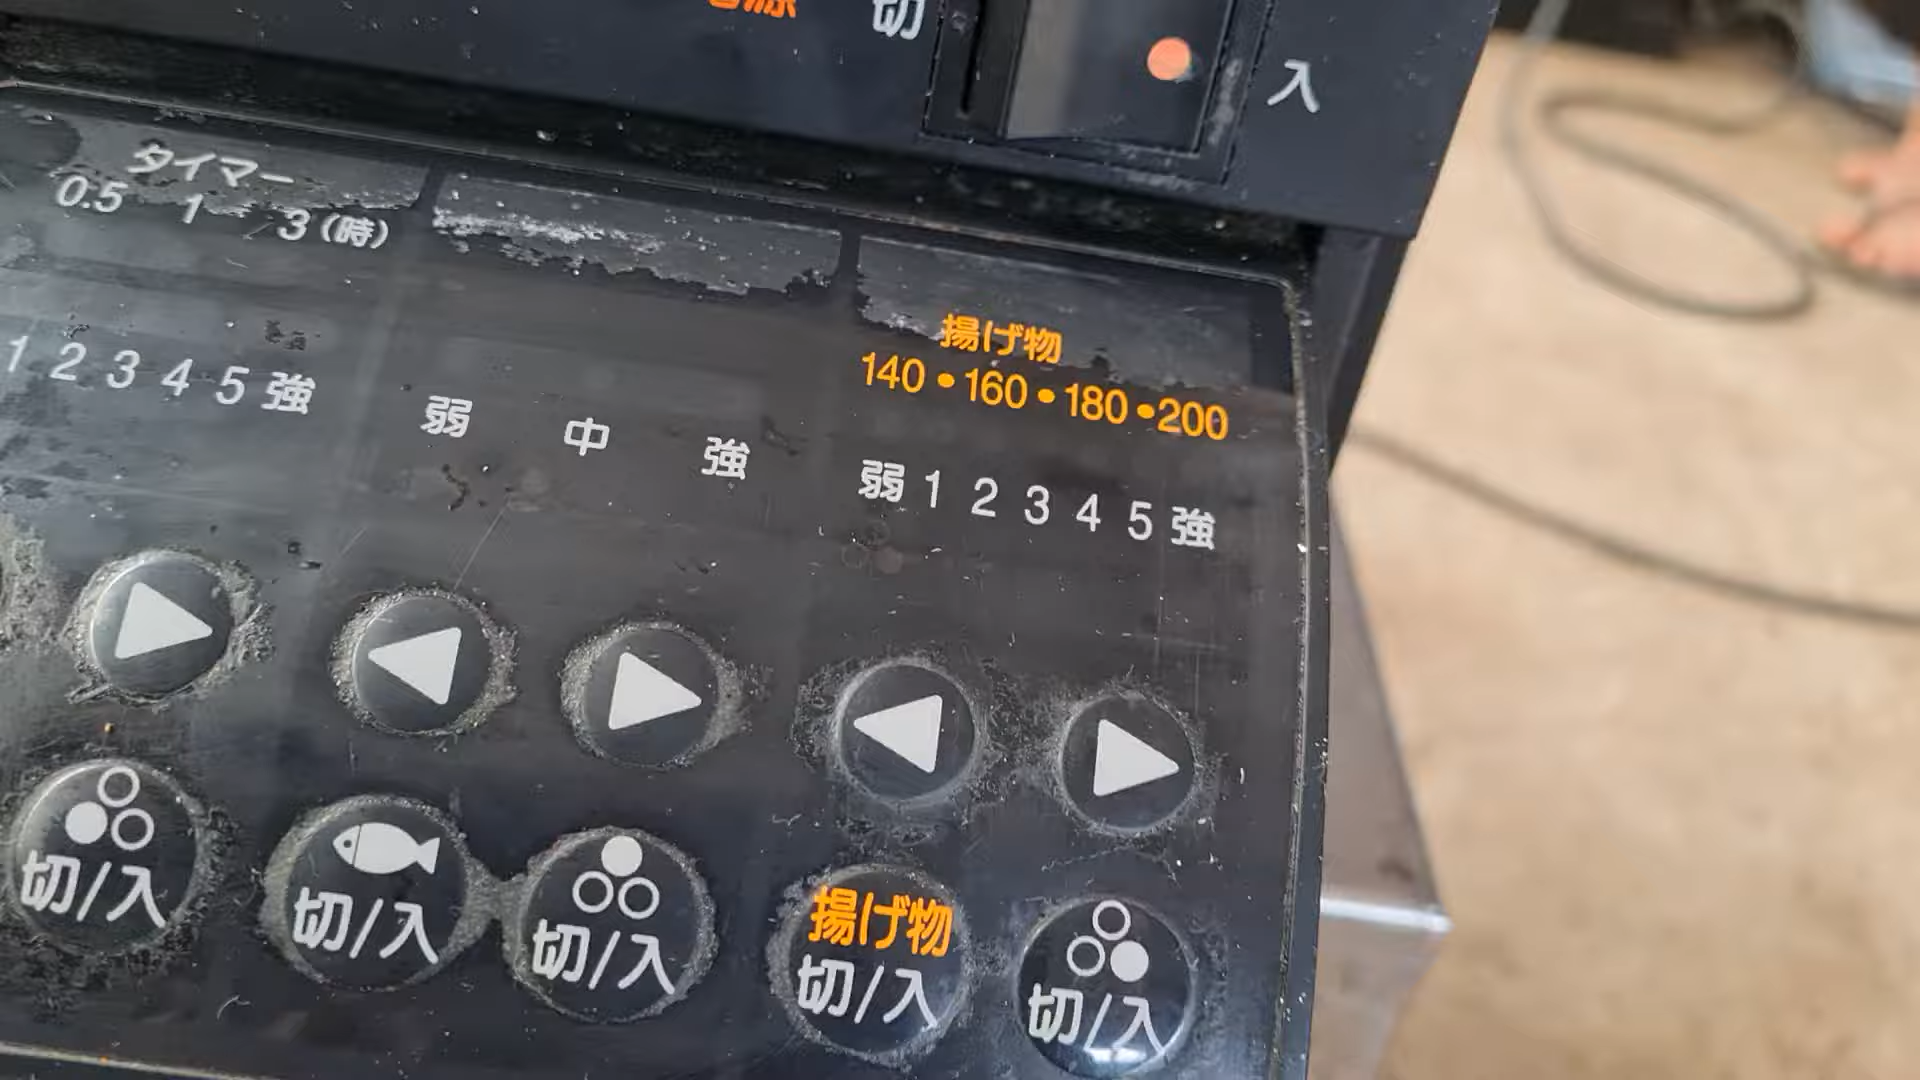 電源 切 入
タイマー
0.5 1 3(時)
揚げ物
140•160•180•200
1 2 3 4 5 強
弱 中 強
弱 1 2 3 4 5 強
切/入
切/入
切/入
揚げ物
切/入
切/入